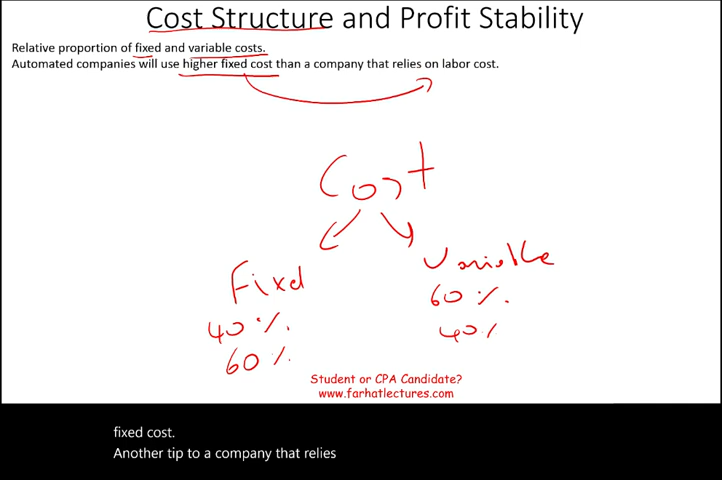 Cost Structure and Profit Stability
Relative proportion of fixed and variable costs.
Automated companies will use higher fixed cost than a company that relies on labor cost.
Cost
Fixed
Variable
40%.
60%.
60%
40%
Student or CPA Candidate?
www.farhatlectures.com
fixed cost.
Another tip to a company that relies